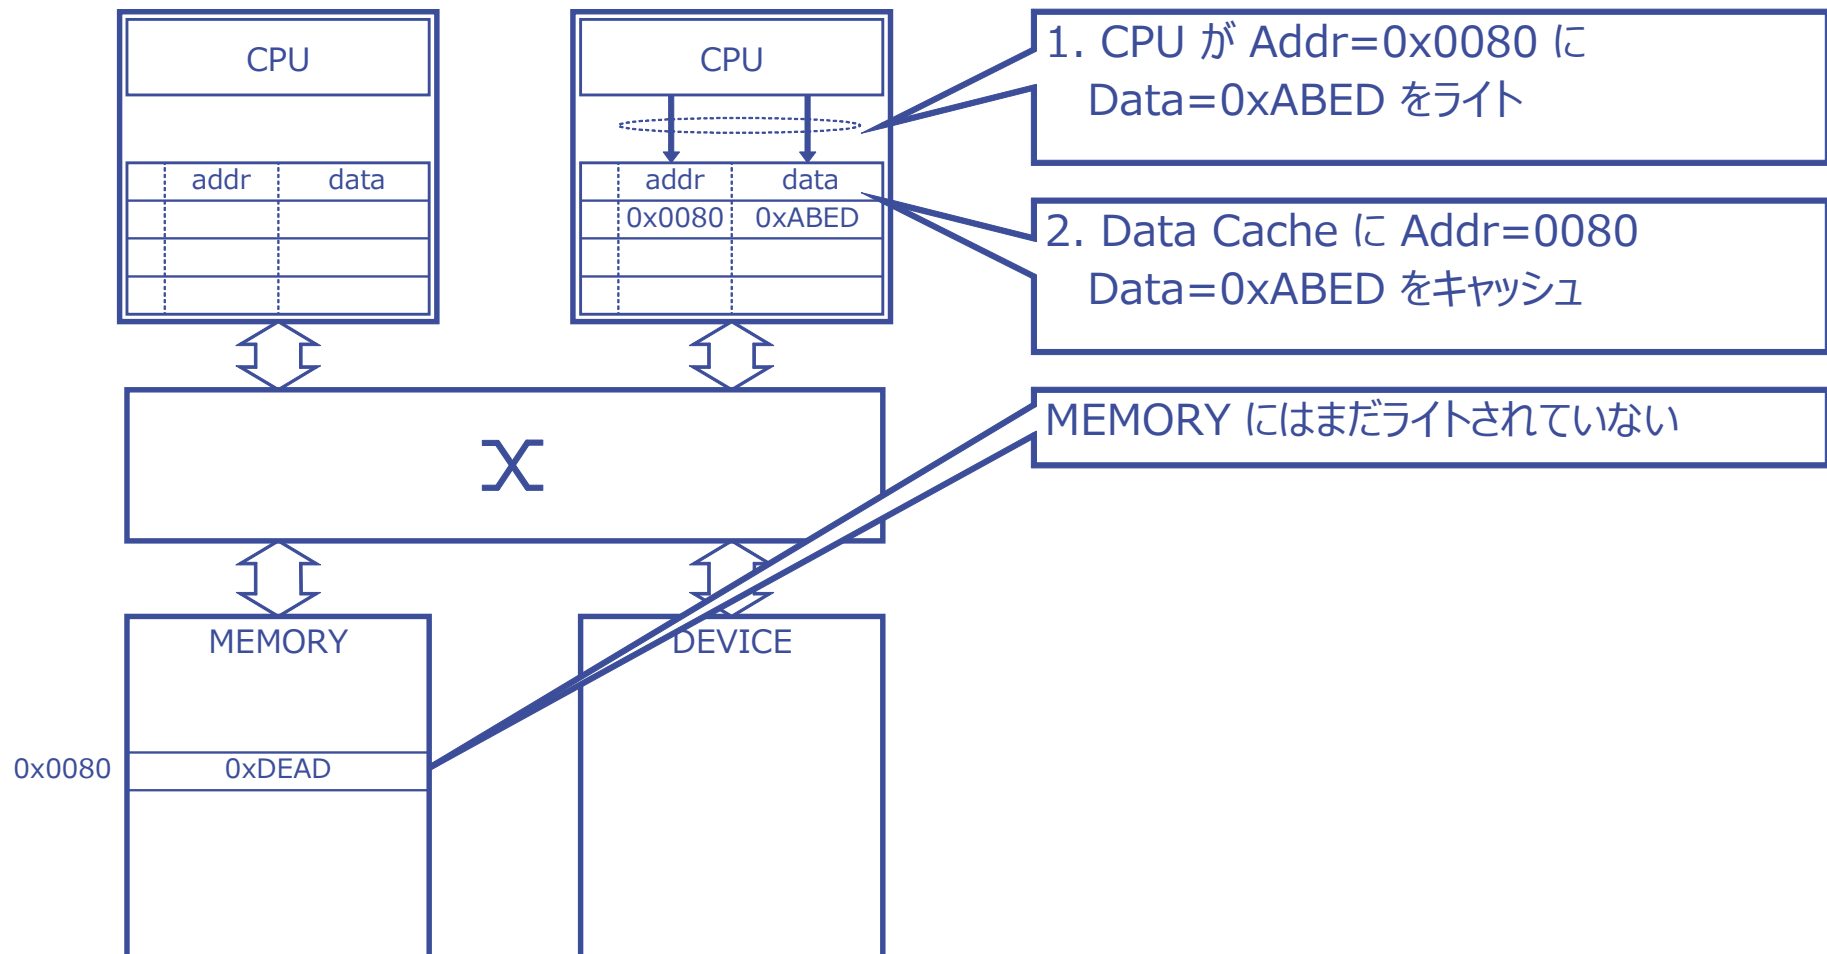 CPU
CPU
1. CPU が Addr=0x0080 に
Data=0xABED をライト
addr data
addr data
0x0080 0xABED
2. Data Cache に Addr=0080
Data=0xABED をキャッシュ
MEMORY にはまだライトされていない
MEMORY
DEVICE
0x0080 0xDEAD